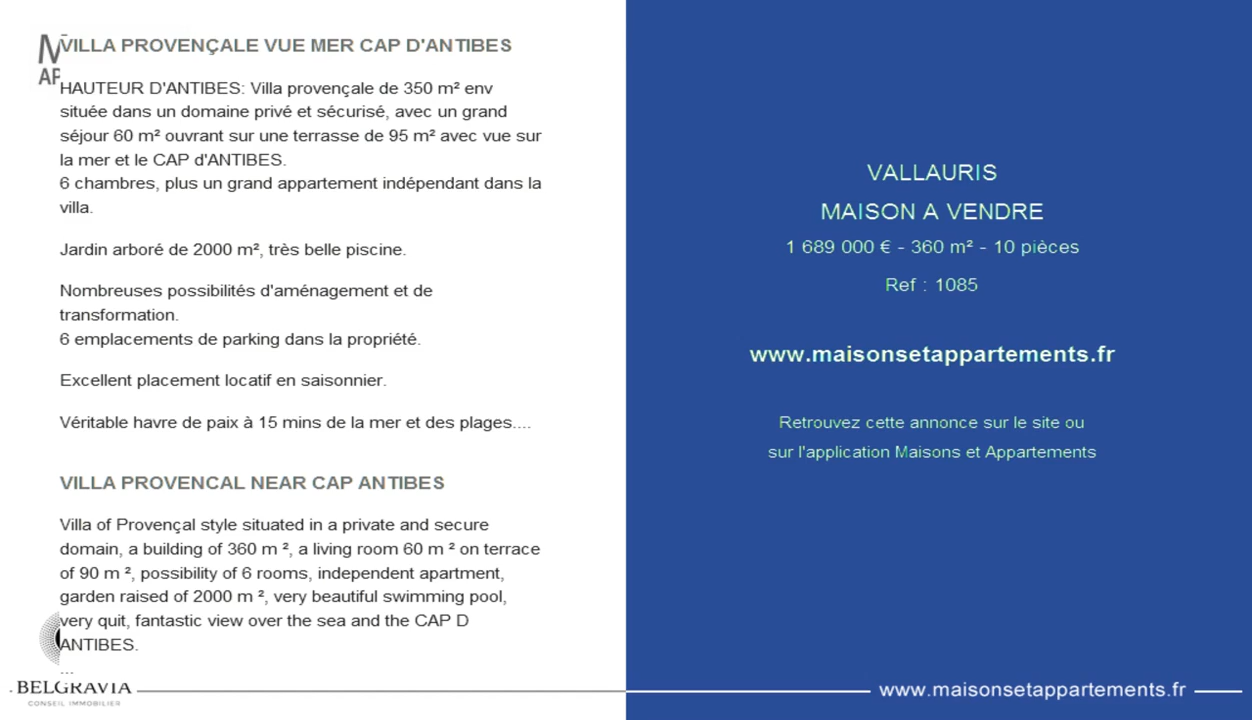 VILLA PROVENÇALE VUE MER CAP D'ANTIBES
HAUTEUR D'ANTIBES: Villa provençale de 350 m² env
située dans un domaine privé et sécurisé, avec un grand
séjour 60 m² ouvrant sur une terrasse de 95 m² avec vue sur
la mer et le CAP d'ANTIBES.
6 chambres, plus un grand appartement indépendant dans la
villa.
Jardin arboré de 2000 m², très belle piscine.
Nombreuses possibilités d'aménagement et de
transformation.
6 emplacements de parking dans la propriété.
Excellent placement locatif en saisonnier.
Véritable havre de paix à 15 mins de la mer et des plages....
VILLA PROVENCAL NEAR CAP ANTIBES
Villa of Provençal style situated in a private and secure
domain, a building of 360 m ², a living room 60 m ² on terrace
of 90 m ², possibility of 6 rooms, independent apartment,
garden raised of 2000 m ², very beautiful swimming pool,
very quit, fantastic view over the sea and the CAP D
ANTIBES.
...
BELGRAVIA
CONSEIL IMMOBILIER
VALLAURIS
MAISON A VENDRE
1 689 000 € - 360 m² - 10 pièces
Ref : 1085
www.maisonsetappartements.fr
Retrouvez cette annonce sur le site ou
sur l'application Maisons et Appartements
www.maisonsetappartements.fr